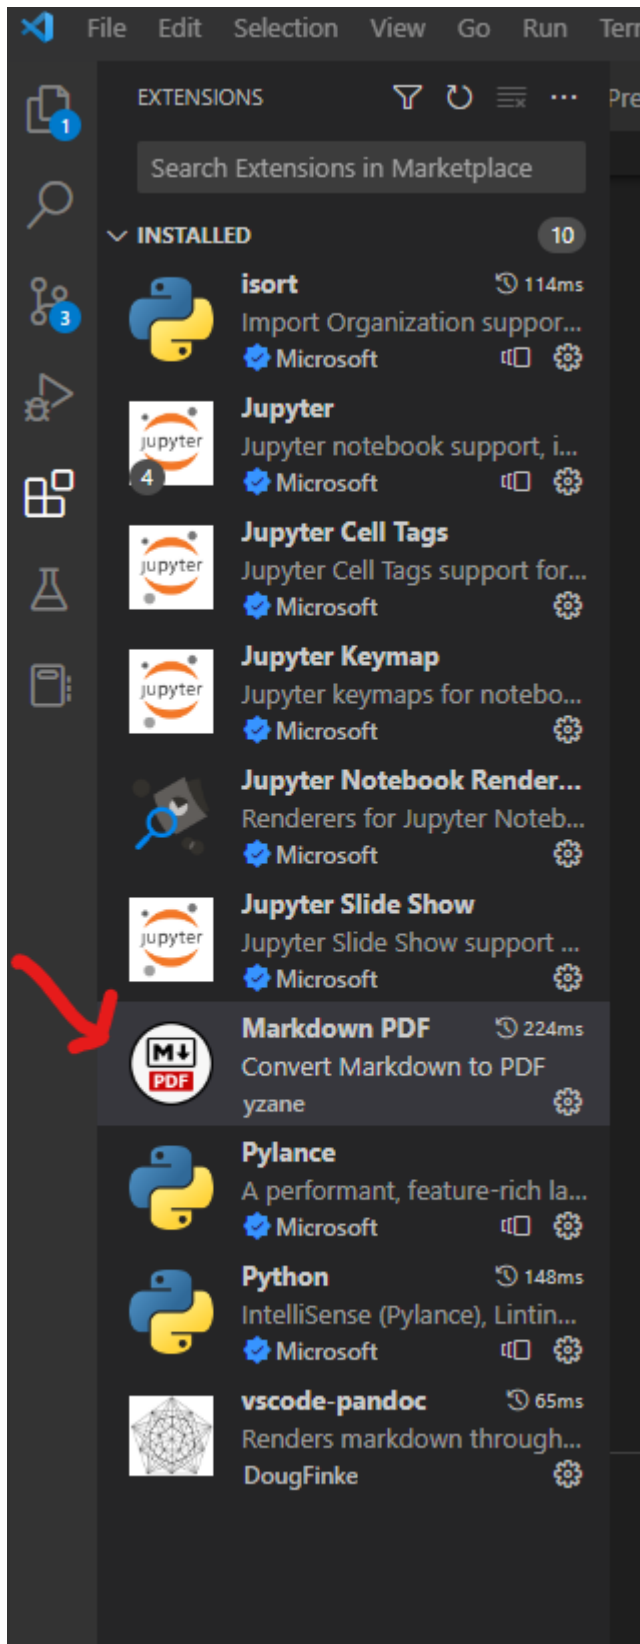 File Edit Selection View Go Run Terr
EXTENSIONS
Pre
1
Search Extensions in Marketplace
INSTALLED 10
isort 114ms
Import Organization suppor...
Microsoft
3
Jupyter
Jupyter notebook support, i...
Microsoft
jupyter
4
Jupyter Cell Tags
Jupyter Cell Tags support for...
Microsoft
jupyter
Jupyter Keymap
Jupyter keymaps for notebo...
Microsoft
jupyter
Jupyter Notebook Render...
Renderers for Jupyter Noteb...
Microsoft
Jupyter Slide Show
Jupyter Slide Show support ...
Microsoft
jupyter
Markdown PDF 224ms
Convert Markdown to PDF
yzane
M
PDF
Pylance
A performant, feature-rich la...
Microsoft
Python 148ms
IntelliSense (Pylance), Lintin...
Microsoft
vscode-pandoc 65ms
Renders markdown through...
DougFinke